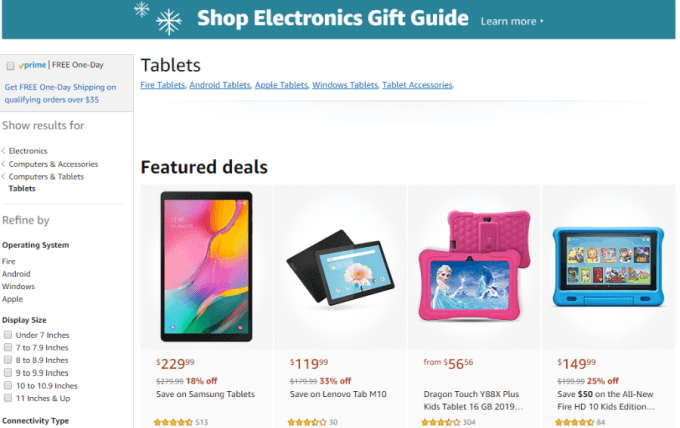 Shop Electronics Gift Guide Learn more
prime | FREE One-Day
Get FREE One-Day Shipping on
qualifying orders over $35
Show results for
Electronics
Computers & Accessories
Computers & Tablets
Tablets
Refine by
Operating System
Fire
Android
Windows
Apple
Display Size
Under 7 Inches
7 to 7.9 Inches
8 to 8.9 Inches
9 to 9.9 Inches
10 to 10.9 Inches
11 Inches & Up
Connectivity Type
Tablets
Fire Tablets, Android Tablets, Apple Tablets, Windows Tablets, Tablet Accessories.
Featured deals
$229.99
$279.99 18% off
Save on Samsung Tablets
513
$119.99
$179.99 33% off
Save on Lenovo Tab M10
30
from $56.56
Dragon Touch Y88X Plus
Kids Tablet 16 GB 2019...
304
$149.99
$199.99 25% off
Save $50 on the All-New
Fire HD 10 Kids Edition...
84